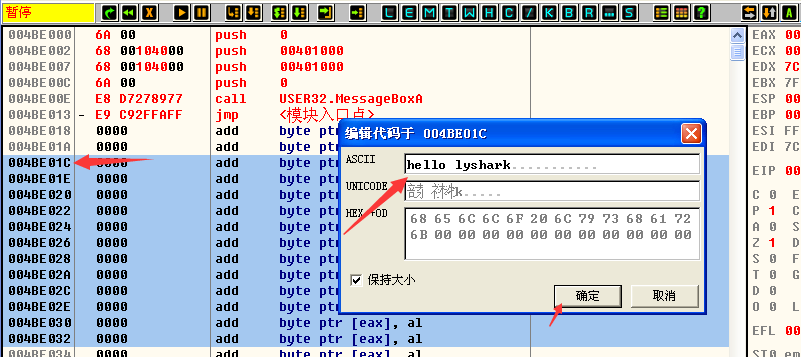 暂停 L E M T W H C / K B R ... S ?
004BE000 6A 00 push 0
004BE002 68 00104000 push 00401000
004BE007 68 00104000 push 00401000
004BE00C 6A 00 push 0
004BE00E E8 D7278977 call USER32.MessageBoxA
004BE013 - E9 C92FFAFF jmp <模块入口点>
004BE018 0000 add byte ptr
004BE01A 0000 add byte ptr
004BE01C 0000 add byte ptr
004BE01E 0000 add byte ptr
004BE020 0000 add byte ptr
004BE022 0000 add byte ptr
004BE024 0000 add byte ptr
004BE026 0000 add byte ptr
004BE028 0000 add byte ptr
004BE02A 0000 add byte ptr
004BE02C 0000 add byte ptr
004BE02E 0000 add byte ptr
004BE030 0000 add byte ptr [eax], al
004BE032 0000 add byte ptr [eax], al
004BE034 0000 add byte ptr [eax], al
编辑代码于 004BE01C
ASCII
hello lyshark...........
UNICODE
k.....
HEX +0D
68 65 6C 6C 6F 20 6C 79 73 68 61 72
6B 00 00 00 00 00 00 00 00 00 00 00
保持大小
确定 取消
EAX 00
ECX 00
EDX 7C
EBX 7F
ESP 00
EBP 00
ESI FF
EDI 7C
EIP 00
C 0 E
P 1 C
A 0 S
Z 1 D
S 0 F
T 0 G
D 0
O 0 L
EFL 00
ST0 em